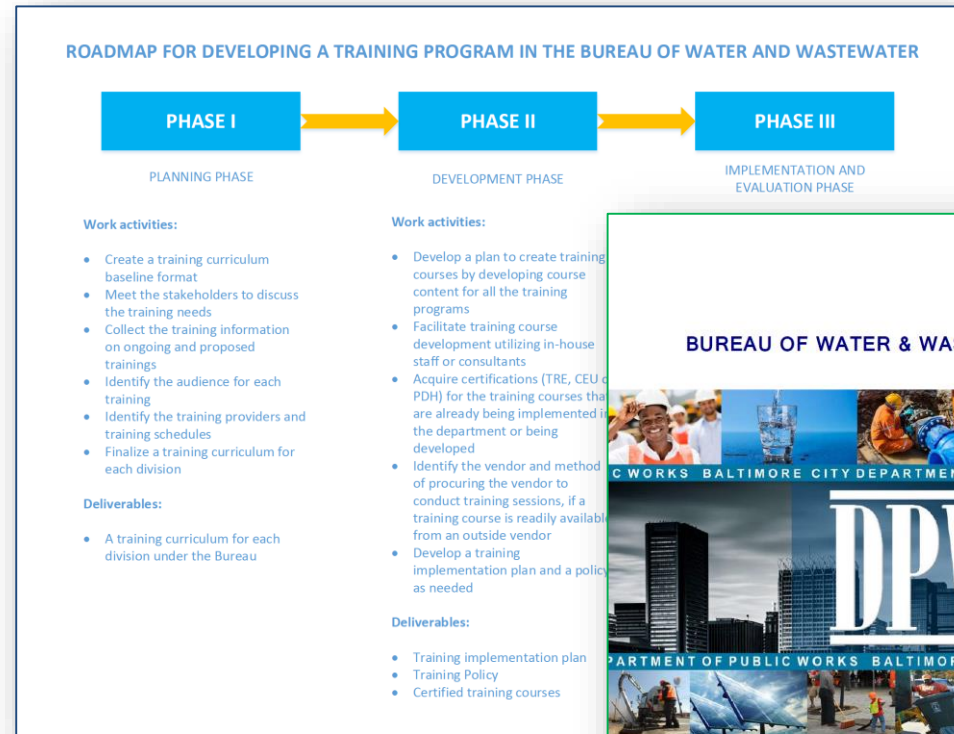 ROADMAP FOR DEVELOPING A TRAINING PROGRAM IN THE BUREAU OF WATER AND WASTEWATER
PHASE I
PHASE II
PHASE III
PLANNING PHASE
DEVELOPMENT PHASE
IMPLEMENTATION AND
EVALUATION PHASE
Work activities:
• Create a training curriculum
baseline format
• Meet the stakeholders to discuss
the training needs
• Collect the training information
on ongoing and proposed
trainings
• Identify the audience for each
training
• Identify the training providers and
training schedules
• Finalize a training curriculum for
each division
Deliverables:
• A training curriculum for each
division under the Bureau
Work activities:
• Develop a plan to create training
courses by developing course
content for all the training
programs
• Facilitate training course
development utilizing in-house
staff or consultants
• Acquire certifications (TRE, CEU
PDH) for the training courses
are already being implemented
the department or being
developed
• Identify the vendor and method
of procuring the vendor to
conduct training sessions, if a
training course is readily
from an outside vendor
• Develop a training
implementation plan and a policy
as needed
Deliverables:
• Training implementation plan
• Training Policy
• Certified training courses
BUREAU OF WATER &
C WORKS BALTIMORE CITY DEPARTMEN
DP
PARTMENT OF PUBLIC WORKS BALTIMOR